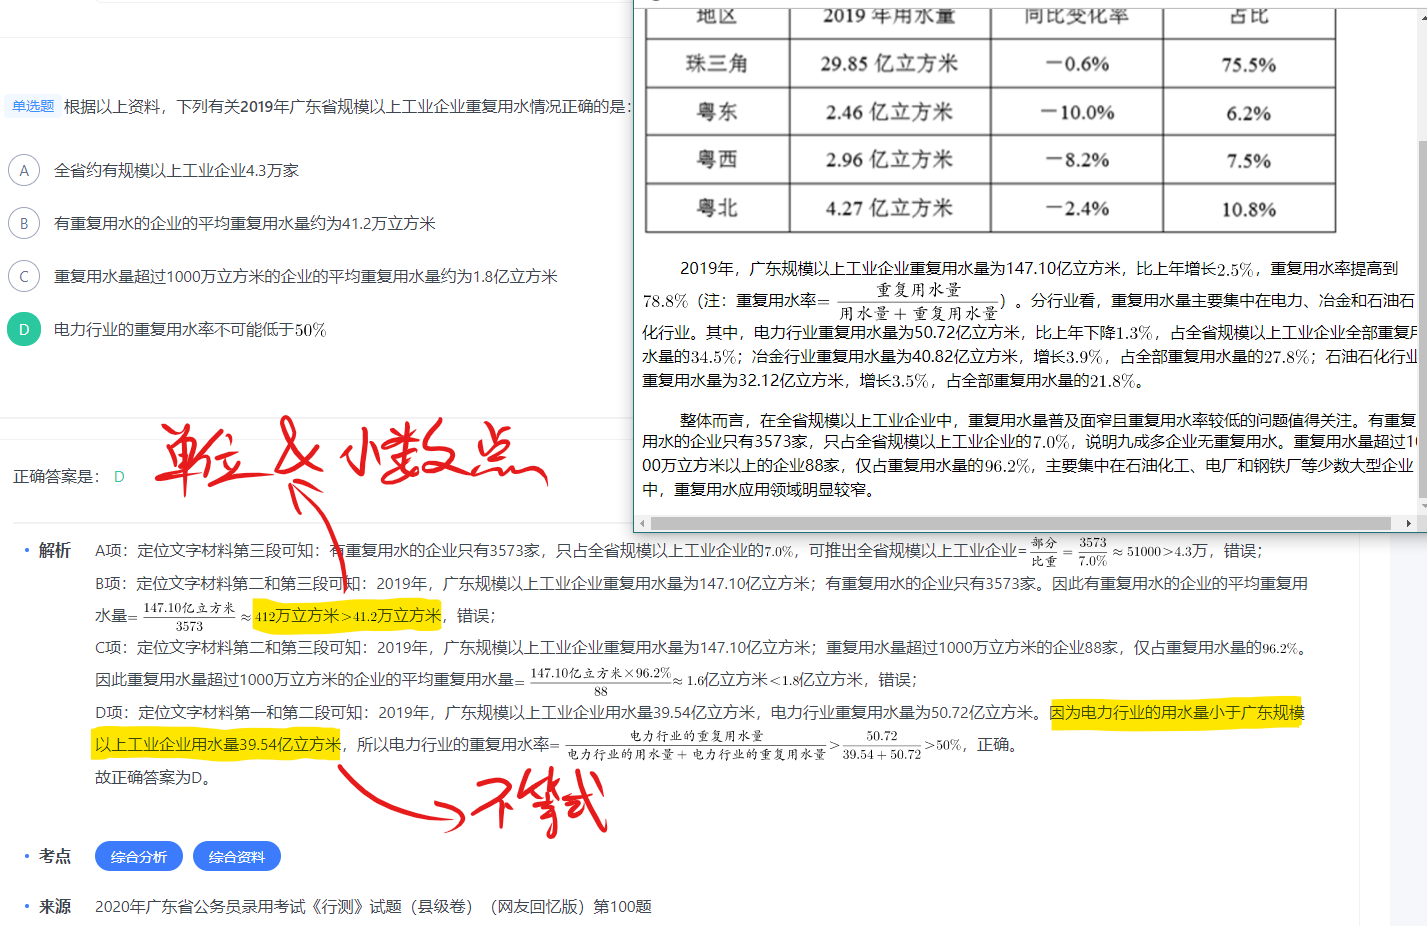 单选题 根据以上资料，下列有关2019年广东省规模以上工业企业重复用水情况正确的是：
A 全省约有规模以上工业企业4.3万家
B 有重复用水的企业的平均重复用水量约为41.2万立方米
C 重复用水量超过1000万立方米的企业的平均重复用水量约为1.8亿立方米
D 电力行业的重复用水率不可能低于50%
地区 2019 年用水量 同比变化率 占比
珠三角 29.85 亿立方米 －0.6% 75.5%
粤东 2.46 亿立方米 －10.0% 6.2%
粤西 2.96 亿立方米 －8.2% 7.5%
粤北 4.27 亿立方米 －2.4% 10.8%
2019年，广东规模以上工业企业重复用水量为147.10亿立方米，比上年增长2.5%，重复用水率提高到
78.8%（注：重复用水率= 重复用水量 / 用水量 + 重复用水量 ）。分行业看，重复用水量主要集中在电力、冶金和石油石
化行业。其中，电力行业重复用水量为50.72亿立方米，比上年下降1.3%，占全省规模以上工业企业全部重复用
水量的34.5%；冶金行业重复用水量为40.82亿立方米，增长3.9%，占全部重复用水量的27.8%；石油石化行业
重复用水量为32.12亿立方米，增长3.5%，占全部重复用水量的21.8%。
整体而言，在全省规模以上工业企业中，重复用水量普及面窄且重复用水率较低的问题值得关注。有重复
用水的企业只有3573家，只占全省规模以上工业企业的7.0%，说明九成多企业无重复用水。重复用水量超过10
00万立方米以上的企业88家，仅占重复用水量的96.2%，主要集中在石油化工、电厂和钢铁厂等少数大型企业
中，重复用水应用领域明显较窄。
单位 & 小数点
正确答案是： D
解析 A项：定位文字材料第三段可知：有重复用水的企业只有3573家，只占全省规模以上工业企业的7.0%，可推出全省规模以上工业企业= 部分 / 比重 = 3573 / 7.0% ≈ 51000>4.3万，错误；
B项：定位文字材料第二和第三段可知：2019年，广东规模以上工业企业重复用水量为147.10亿立方米；有重复用水的企业只有3573家。因此有重复用水的企业的平均重复用
水量= 147.10亿立方米 / 3573 ≈ 412万立方米>41.2万立方米，错误；
C项：定位文字材料第二和第三段可知：2019年，广东规模以上工业企业重复用水量为147.10亿立方米；重复用水量超过1000万立方米的企业88家，仅占重复用水量的96.2%。
因此重复用水量超过1000万立方米的企业的平均重复用水量= 147.10亿立方米×96.2% / 88 ≈ 1.6亿立方米<1.8亿立方米，错误；
D项：定位文字材料第一和第二段可知：2019年，广东规模以上工业企业用水量39.54亿立方米，电力行业重复用水量为50.72亿立方米。因为电力行业的用水量小于广东规模
以上工业企业用水量39.54亿立方米，所以电力行业的重复用水率= 电力行业的重复用水量 / 电力行业的用水量 + 电力行业的重复用水量 > 50.72 / 39.54 + 50.72 >50%，正确。
故正确答案为D。
不等式
考点 综合分析 综合资料
来源 2020年广东省公务员录用考试《行测》试题（县级卷）（网友回忆版）第100题